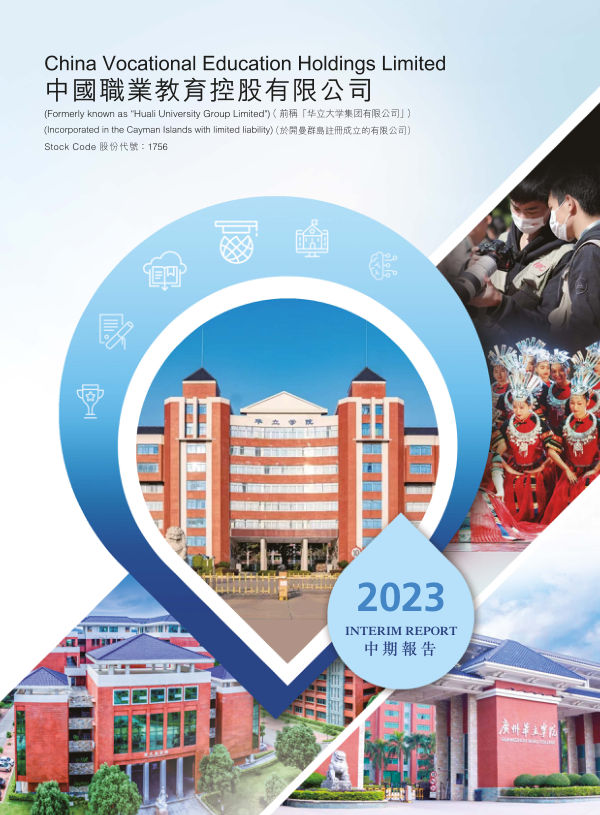 China Vocational Education Holdings Limited
中國職業教育控股有限公司
(Formerly known as “Huali University Group Limited”)(前稱「华立大学集团有限公司」)
(Incorporated in the Cayman Islands with limited liability)(於開曼群島註冊成立的有限公司)
Stock Code 股份代號：1756
华立学院
2023
INTERIM REPORT
中期報告
广州华立学院